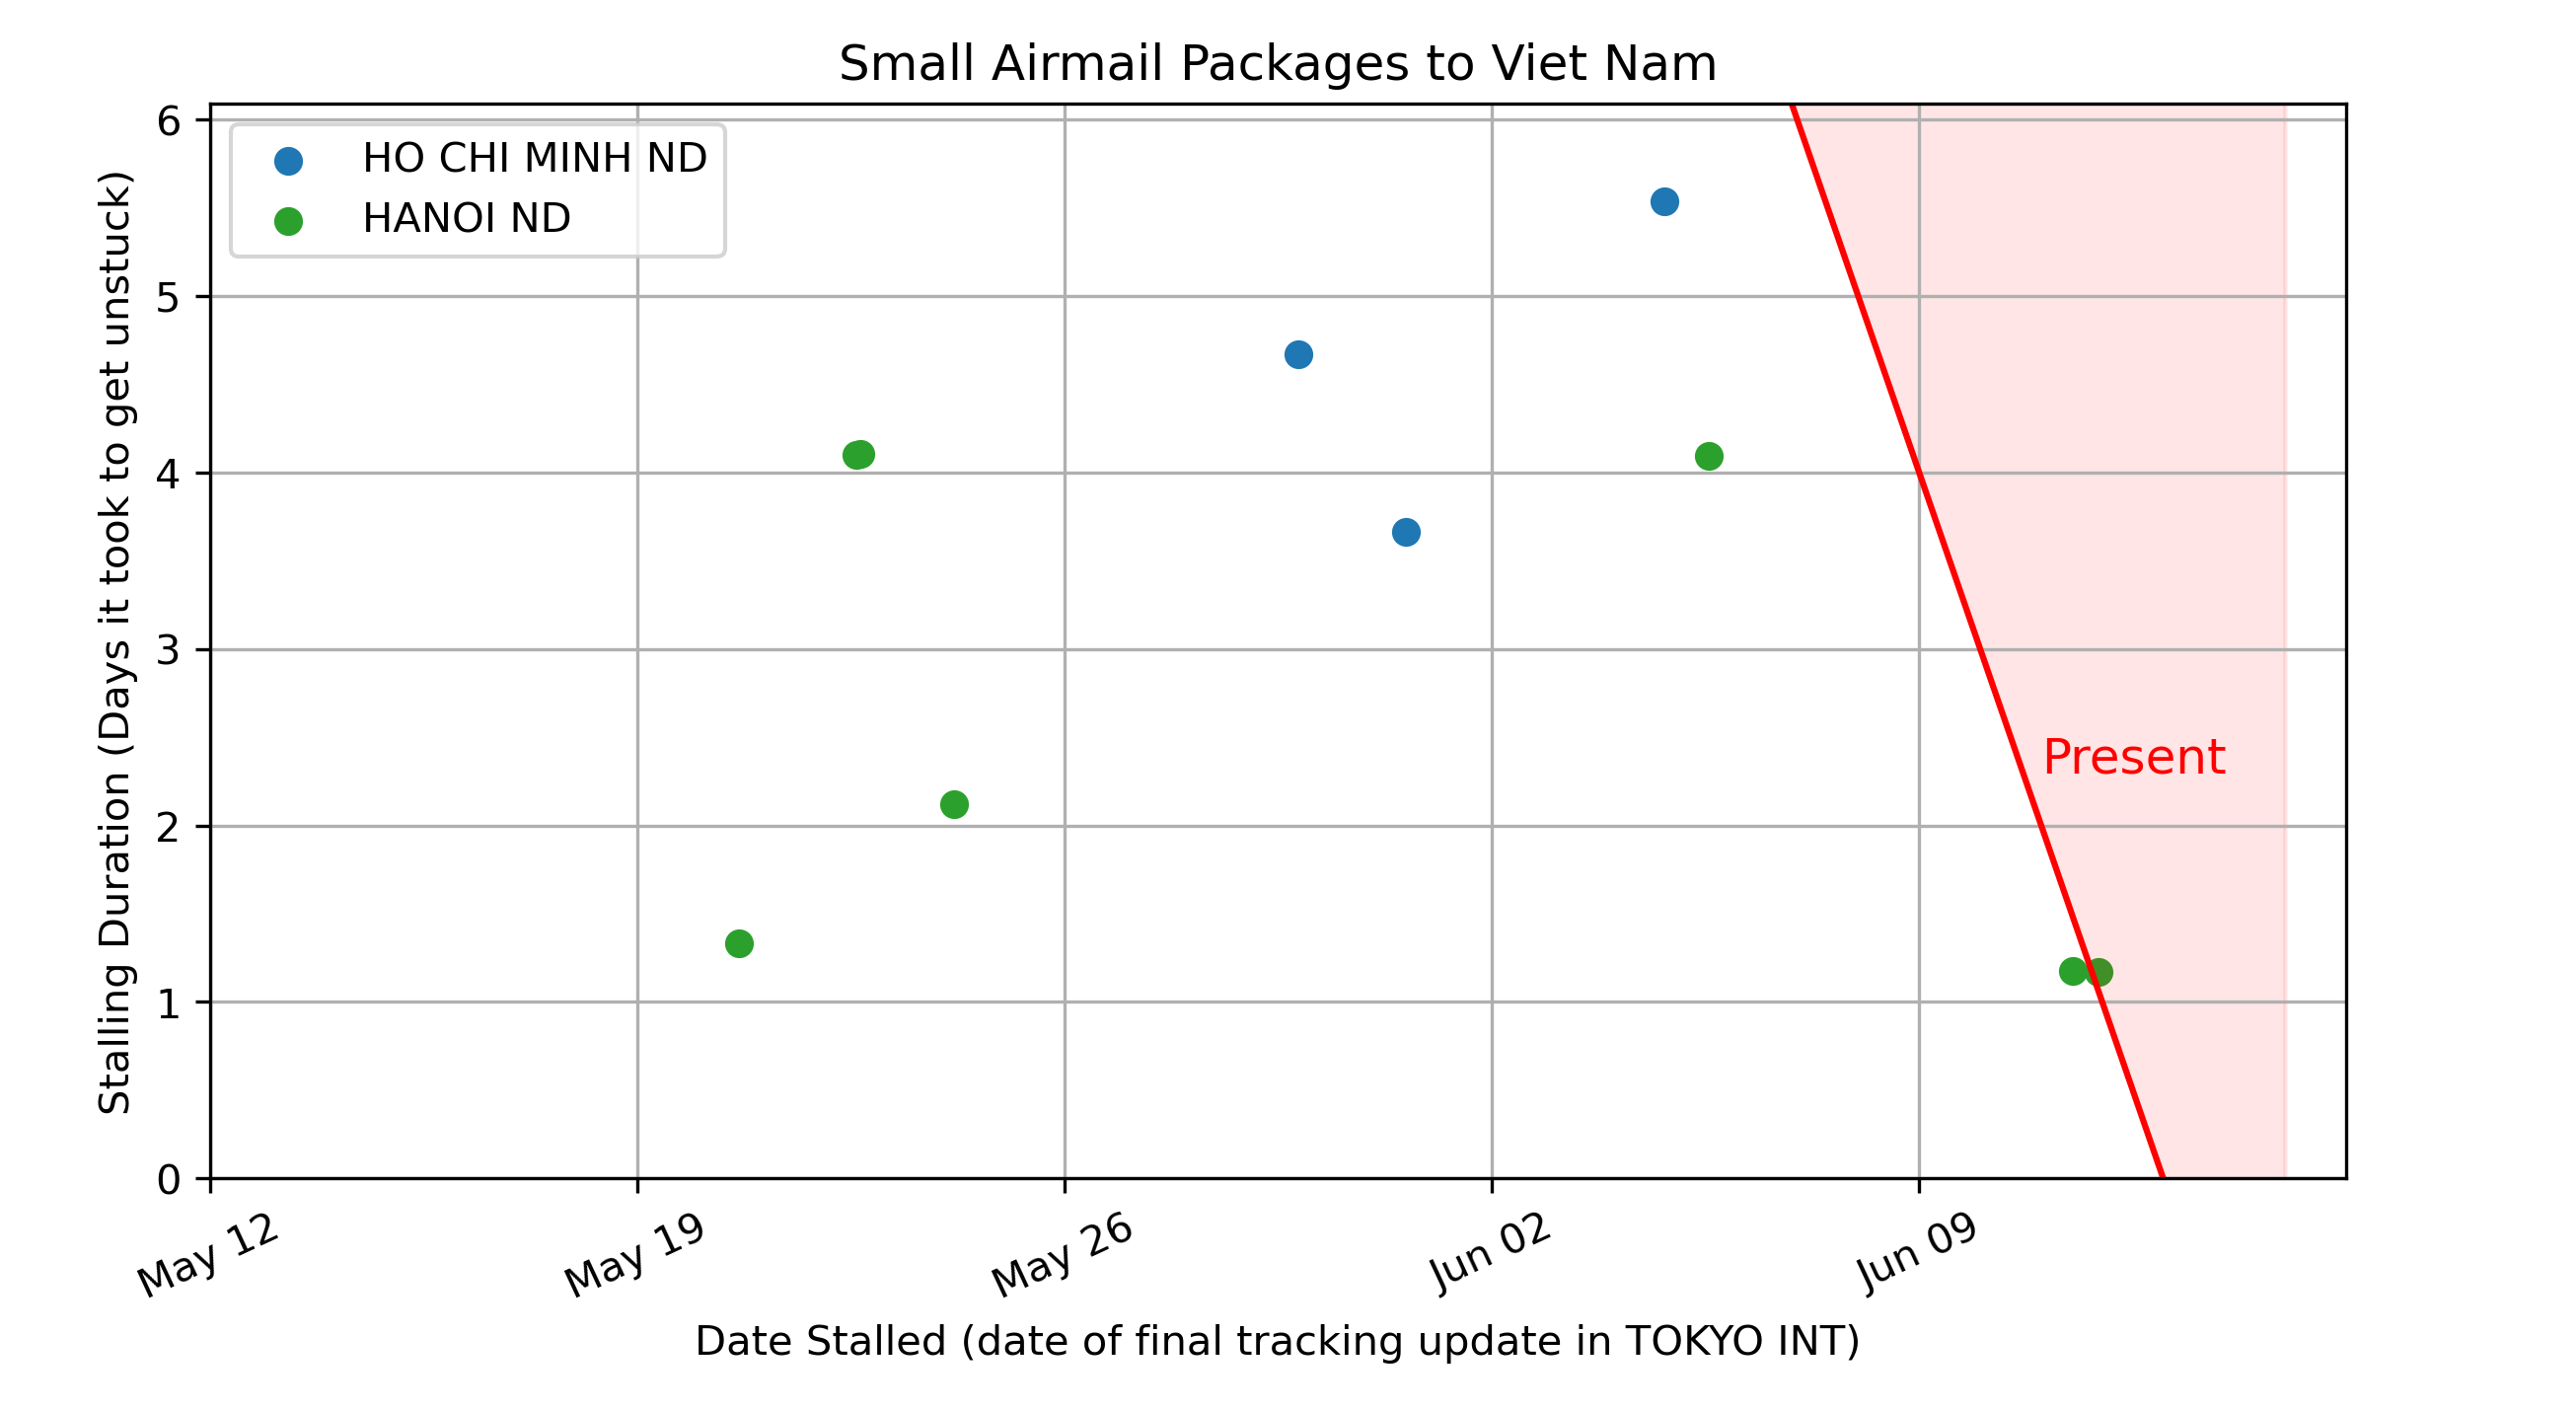 Small Airmail Packages to Viet Nam
HO CHI MINH ND
HANOI ND
Stalling Duration (Days it took to get unstuck)
6
5
4
3
2
1
0
Present
May 12
May 19
May 26
Jun 02
Jun 09
Date Stalled (date of final tracking update in TOKYO INT)